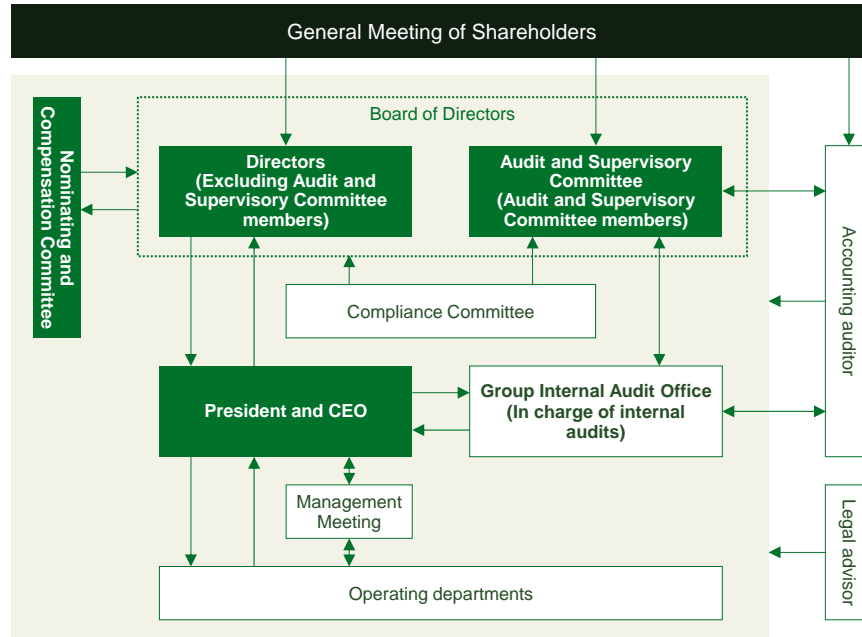 General Meeting of Shareholders
Board of Directors
Nominating and
Compensation Committee
Directors
(Excluding Audit and
Supervisory Committee
members)
Audit and Supervisory
Committee
(Audit and Supervisory
Committee members)
Accounting auditor
Compliance Committee
President and CEO
Group Internal Audit Office
(In charge of internal
audits)
Management
Meeting
Legal advisor
Operating departments